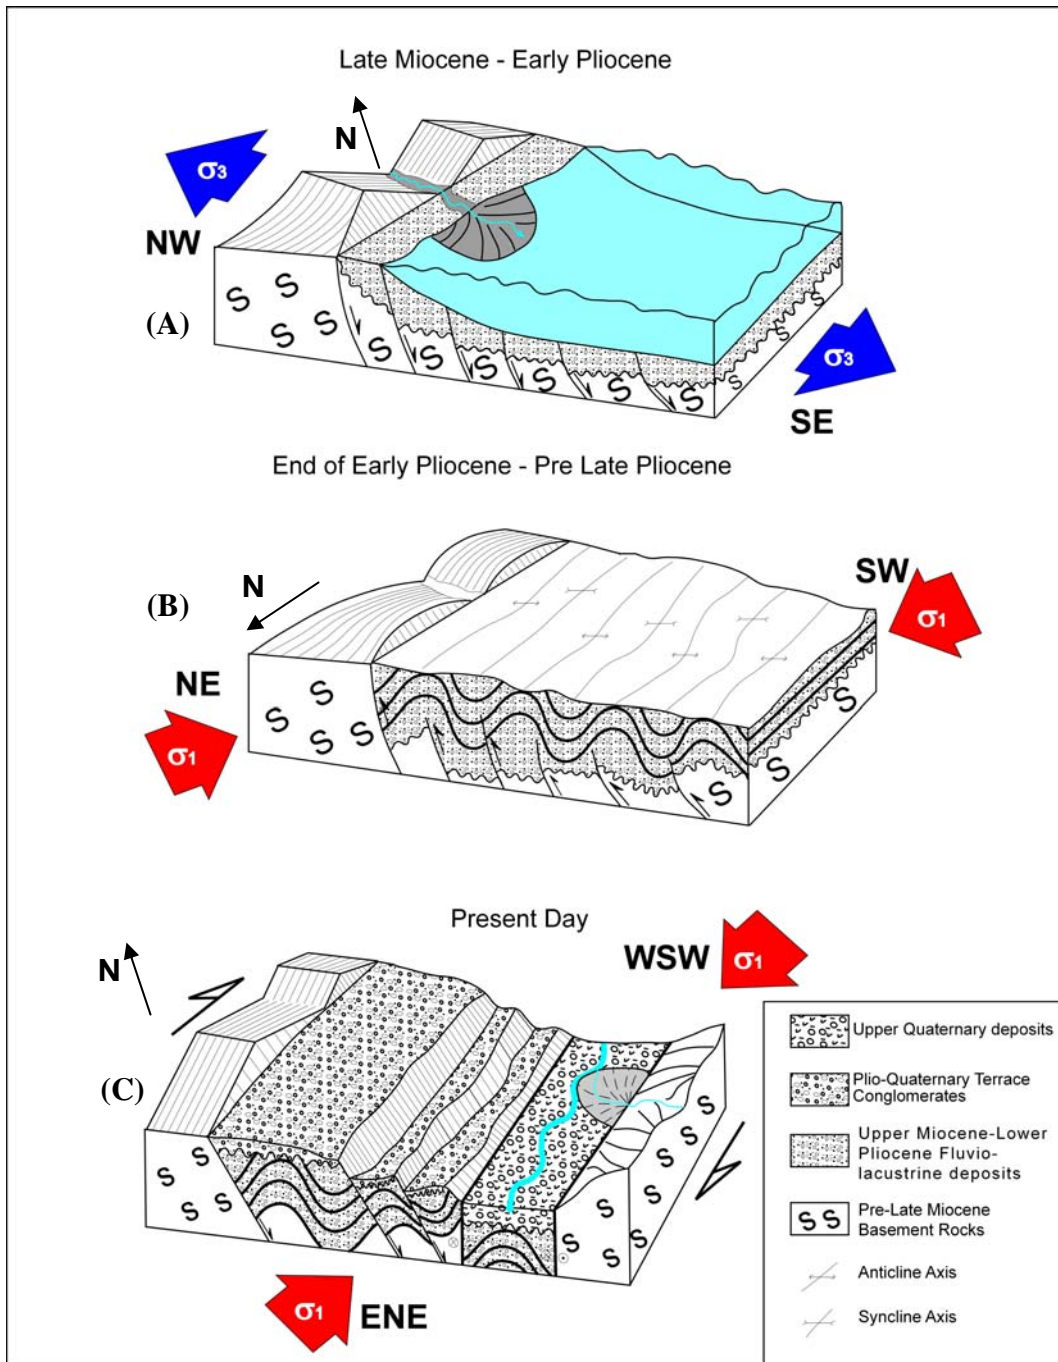 Late Miocene - Early Pliocene
N
σ3
NW
(A)
S S S S S S S S S S S
S S S S S
σ3
SE
End of Early Pliocene - Pre Late Pliocene
SW
N
(B)
σ1
NE
S S S S S S S S S
S S
σ1
Present Day
WSW
σ1
N
(C)
S S S S
S S S S S S S S
σ1
ENE
Upper Quaternary deposits
Plio-Quaternary Terrace
Conglomerates
Upper Miocene-Lower
Pliocene Fluvio-
lacustrine deposits
S S
Pre-Late Miocene
Basement Rocks
Anticline Axis
Syncline Axis